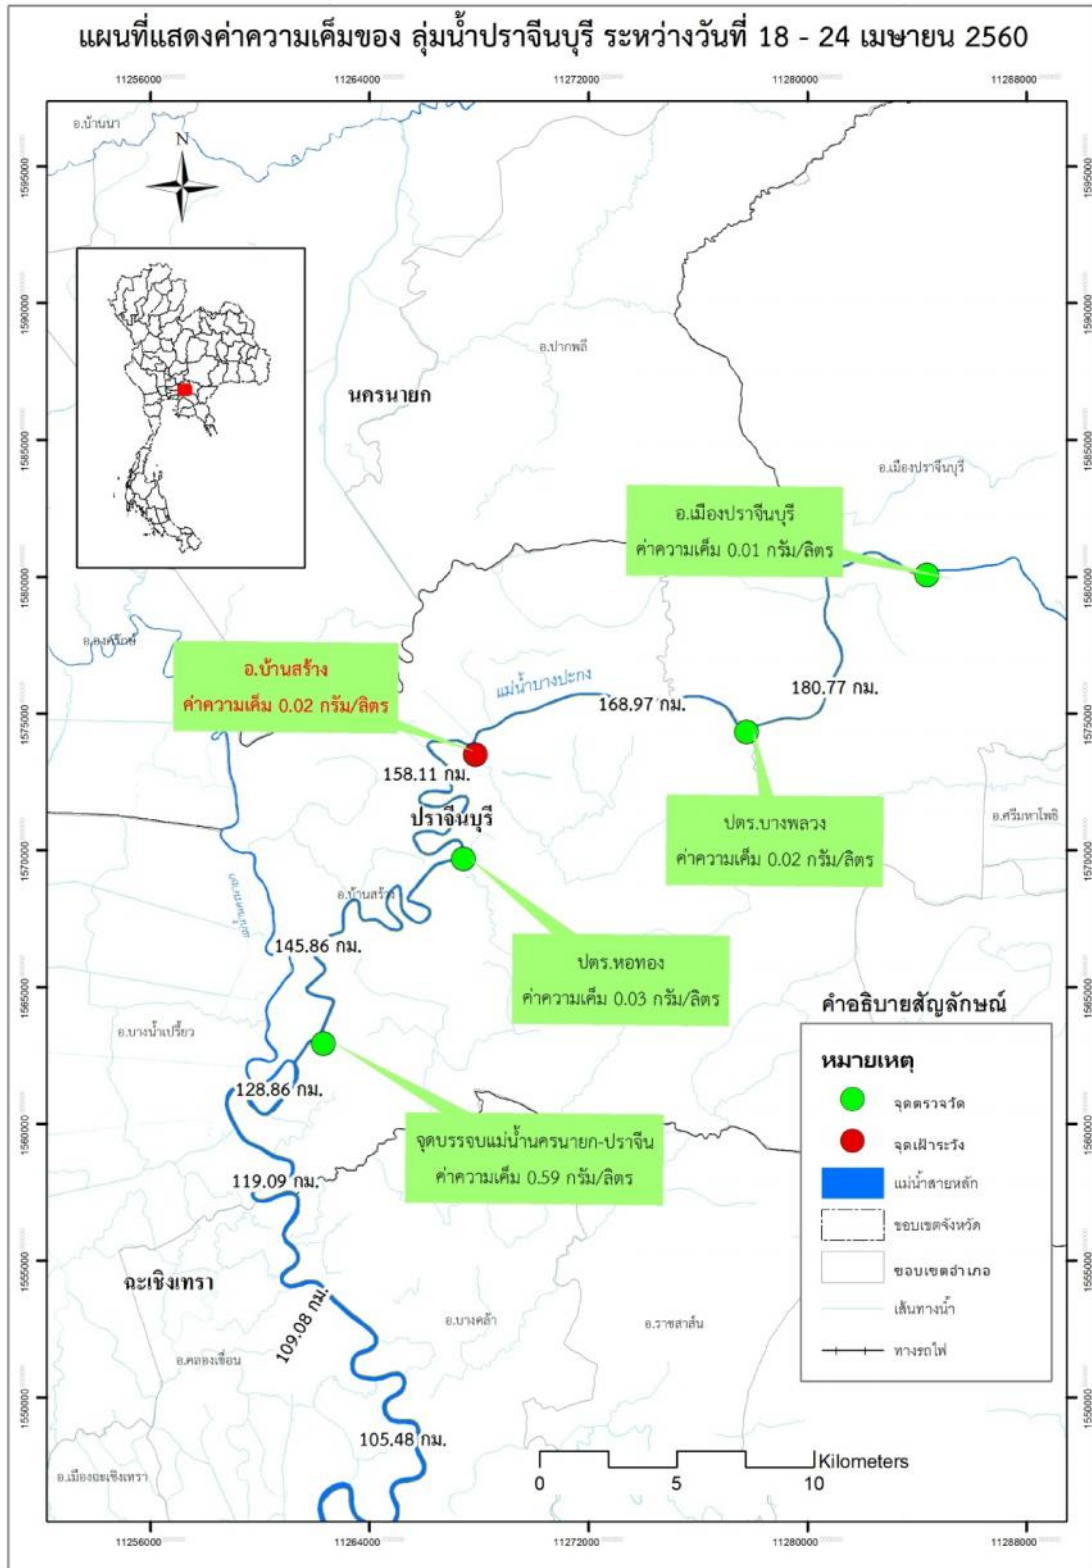 แผนที่แสดงค่าความเค็มของ ลุ่มน้ำปราจีนบุรี ระหว่างวันที่ 18 - 24 เมษายน 2560
11256000
11264000
11272000
11280000
11288000
อ.บ้านนา
N
1595000
1595000
1590000
1590000
อ.ปากพลี
นครนายก
1585000
1585000
อ.เมืองปราจีนบุรี
อ.เมืองปราจีนบุรี
ค่าความเค็ม 0.01 กรัม/ลิตร
1580000
1580000
อ.องครักษ์
อ.บ้านสร้าง
ค่าความเค็ม 0.02 กรัม/ลิตร
แม่น้ำบางปะกง
168.97 กม.
180.77 กม.
1575000
1575000
158.11 กม.
ปราจีนบุรี
ปตร.บางพลวง
ค่าความเค็ม 0.02 กรัม/ลิตร
อ.ศรีมหาโพธิ
1570000
1570000
อ.บ้านสร้าง
145.86 กม.
ปตร.หอทอง
ค่าความเค็ม 0.03 กรัม/ลิตร
1565000
1565000
อ.บางน้ำเปรี้ยว
128.86 กม.
จุดบรรจบแม่น้ำนครนายก-ปราจีน
ค่าความเค็ม 0.59 กรัม/ลิตร
1560000
1560000
119.09 กม.
ฉะเชิงเทรา
1555000
1555000
109.08 กม.
อ.บางคล้า
อ.ราชสาส์น
อ.คลองเขื่อน
1550000
1550000
105.48 กม.
อ.เมืองฉะเชิงเทรา
คำอธิบายสัญลักษณ์
หมายเหตุ
จุดตรวจวัด
จุดเฝ้าระวัง
แม่น้ำสายหลัก
ขอบเขตจังหวัด
ขอบเขตอำเภอ
เส้นทางน้ำ
ทางรถไฟ
Kilometers
0
5
10
11256000
11264000
11272000
11280000
11288000